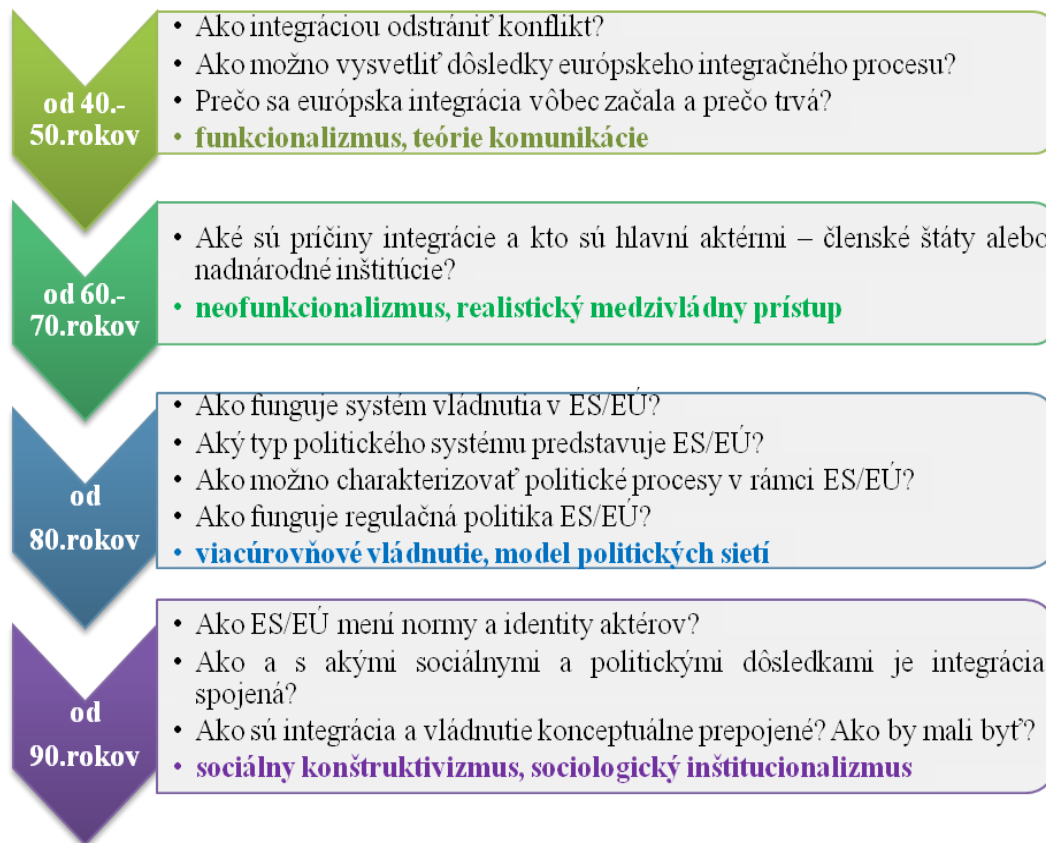 od 40.-
50.rokov
• Ako integráciou odstrániť konflikt?
• Ako možno vysvetliť dôsledky európskeho integračného procesu?
• Prečo sa európska integrácia vôbec začala a prečo trvá?
• funkcionalizmus, teórie komunikácie
od 60.-
70.rokov
• Aké sú príčiny integrácie a kto sú hlavní aktérmi – členské štáty alebo
nadnárodné inštitúcie?
• neofunkcionalizmus, realistický medzivládny prístup
od
80.rokov
• Ako funguje systém vládnutia v ES/EÚ?
• Aký typ politického systému predstavuje ES/EÚ?
• Ako možno charakterizovať politické procesy v rámci ES/EÚ?
• Ako funguje regulačná politika ES/EÚ?
• viacúrovňové vládnutie, model politických sietí
od
90.rokov
• Ako ES/EÚ mení normy a identity aktérov?
• Ako a s akými sociálnymi a politickými dôsledkami je integrácia
spojená?
• Ako sú integrácia a vládnutie konceptuálne prepojené? Ako by mali byť?
• sociálny konštruktivizmus, sociologický inštitucionalizmus